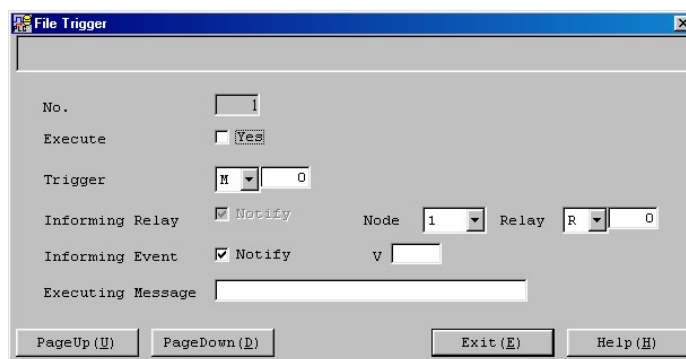 File Trigger
No. 1
Execute Yes
Trigger M 0
Informing Relay Notify Node 1 Relay R 0
Informing Event Notify V
Executing Message
PageUp(U) PageDown(D) Exit(E) Help(H)